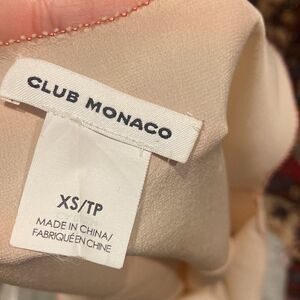 CLUB MONACO
XS/TP
MADE IN CHINA/
FABRIQUÉ EN CHINE